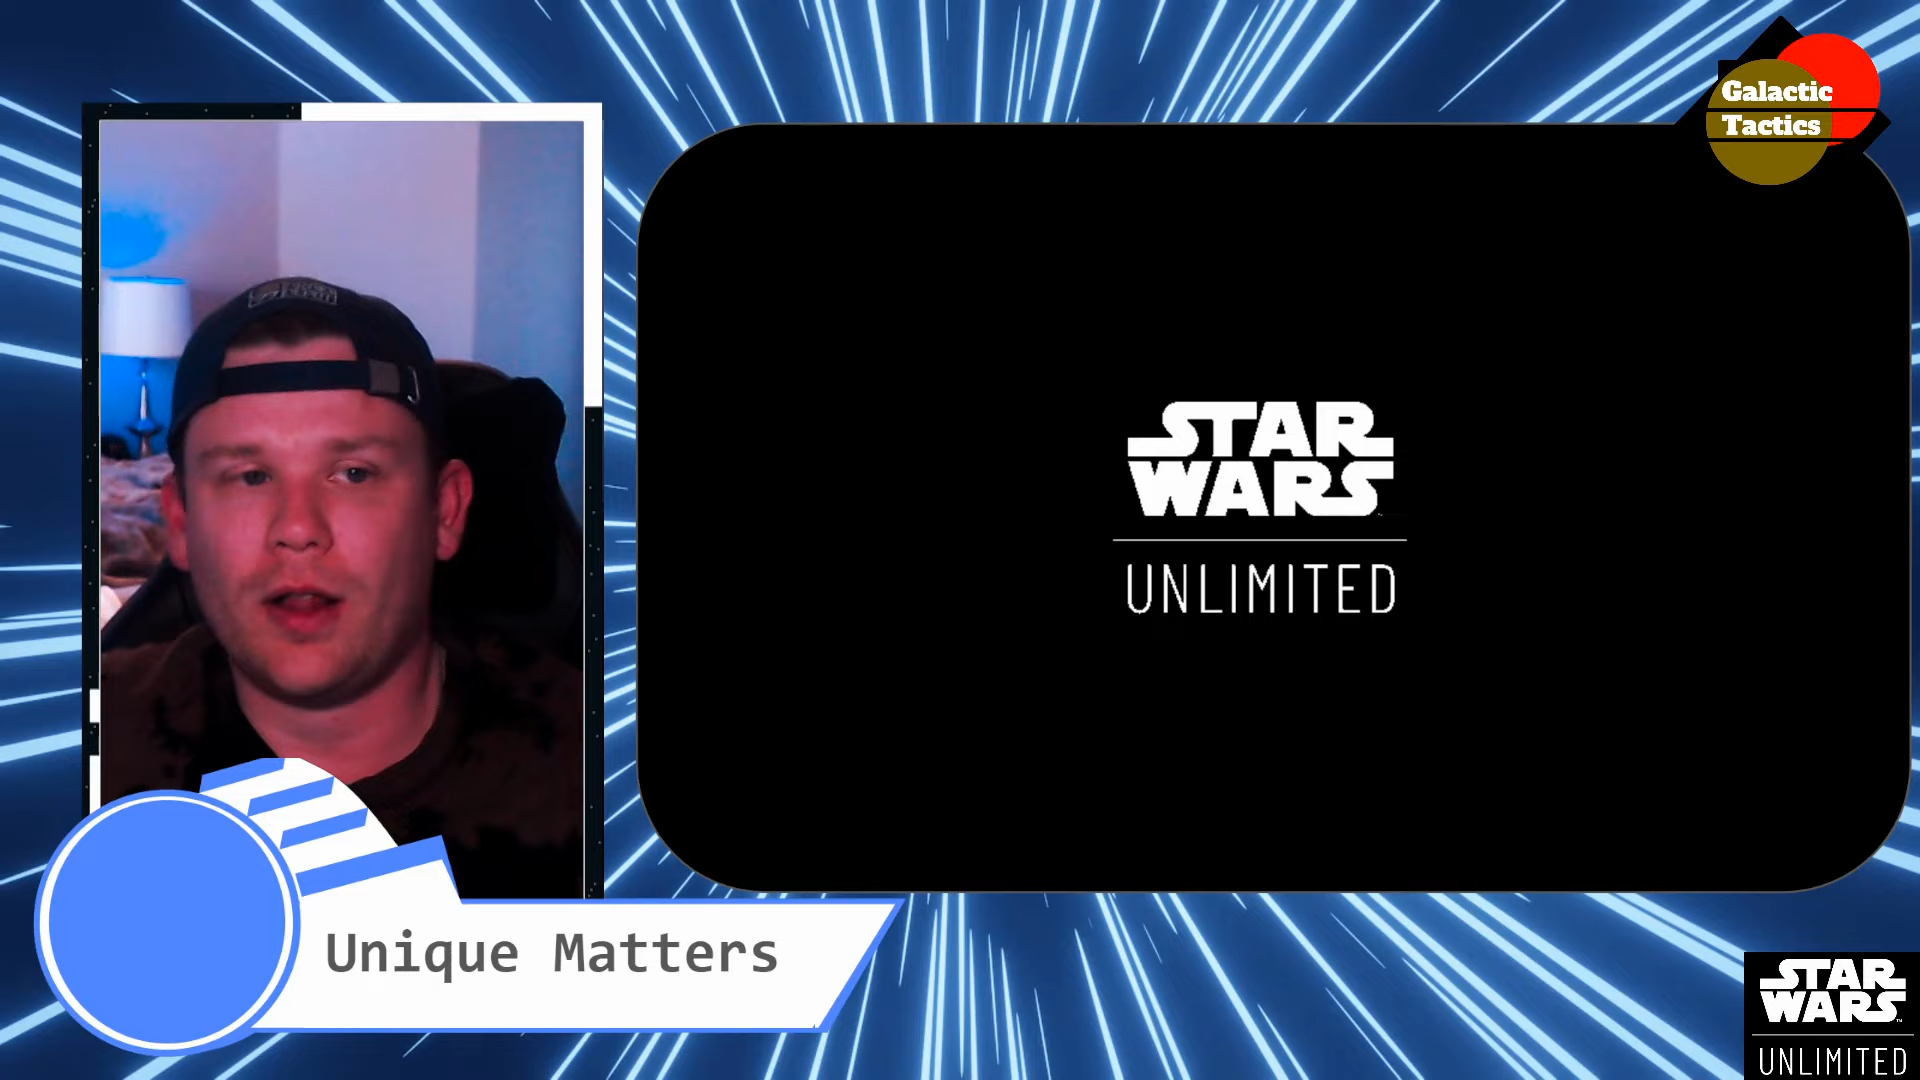 Galactic
Tactics
STAR
WARS
UNLIMITED
Unique Matters
STAR
WARS
UNLIMITED